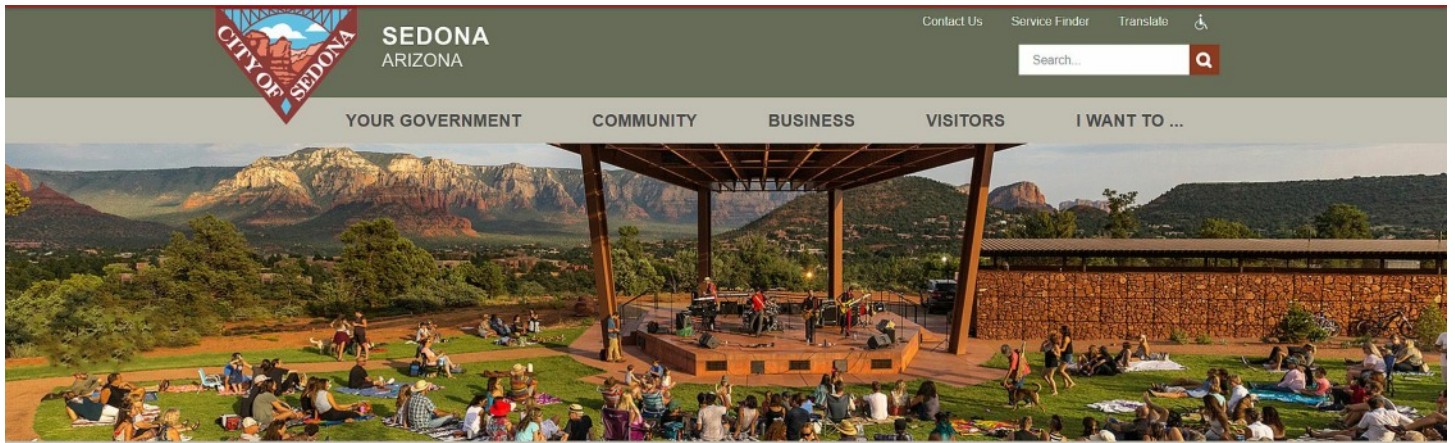 CITY OF SEDONA
SEDONA
ARIZONA
Contact Us Service Finder Translate
Search...
YOUR GOVERNMENT COMMUNITY BUSINESS VISITORS I WANT TO ...